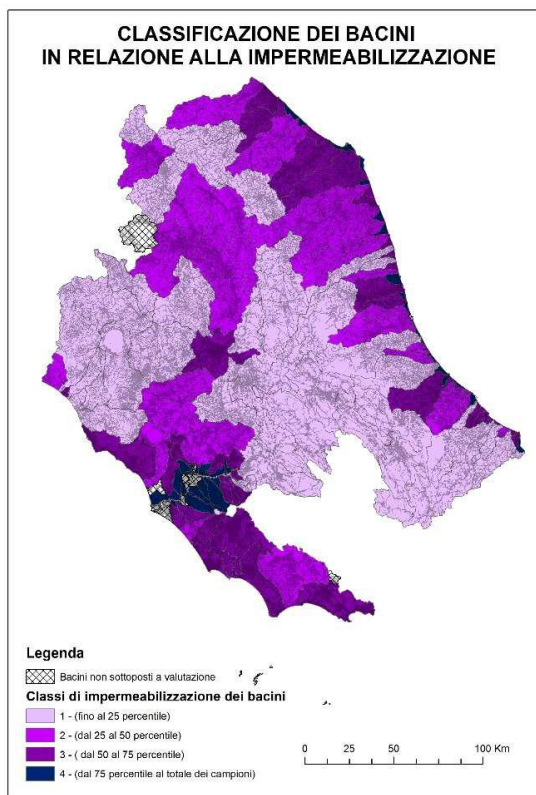 CLASSIFICAZIONE DEI BACINI
IN RELAZIONE ALLA IMPERMEABILIZZAZIONE
Legenda
Bacini non sottoposti a valutazione
Classi di impermeabilizzazione dei bacini
1 - (fino al 25 percentile)
2 - (dal 25 al 50 percentile)
3 - ( dal 50 al 75 percentile)
4 - (dal 75 percentile al totale dei campioni)
0 25 50 100 Km